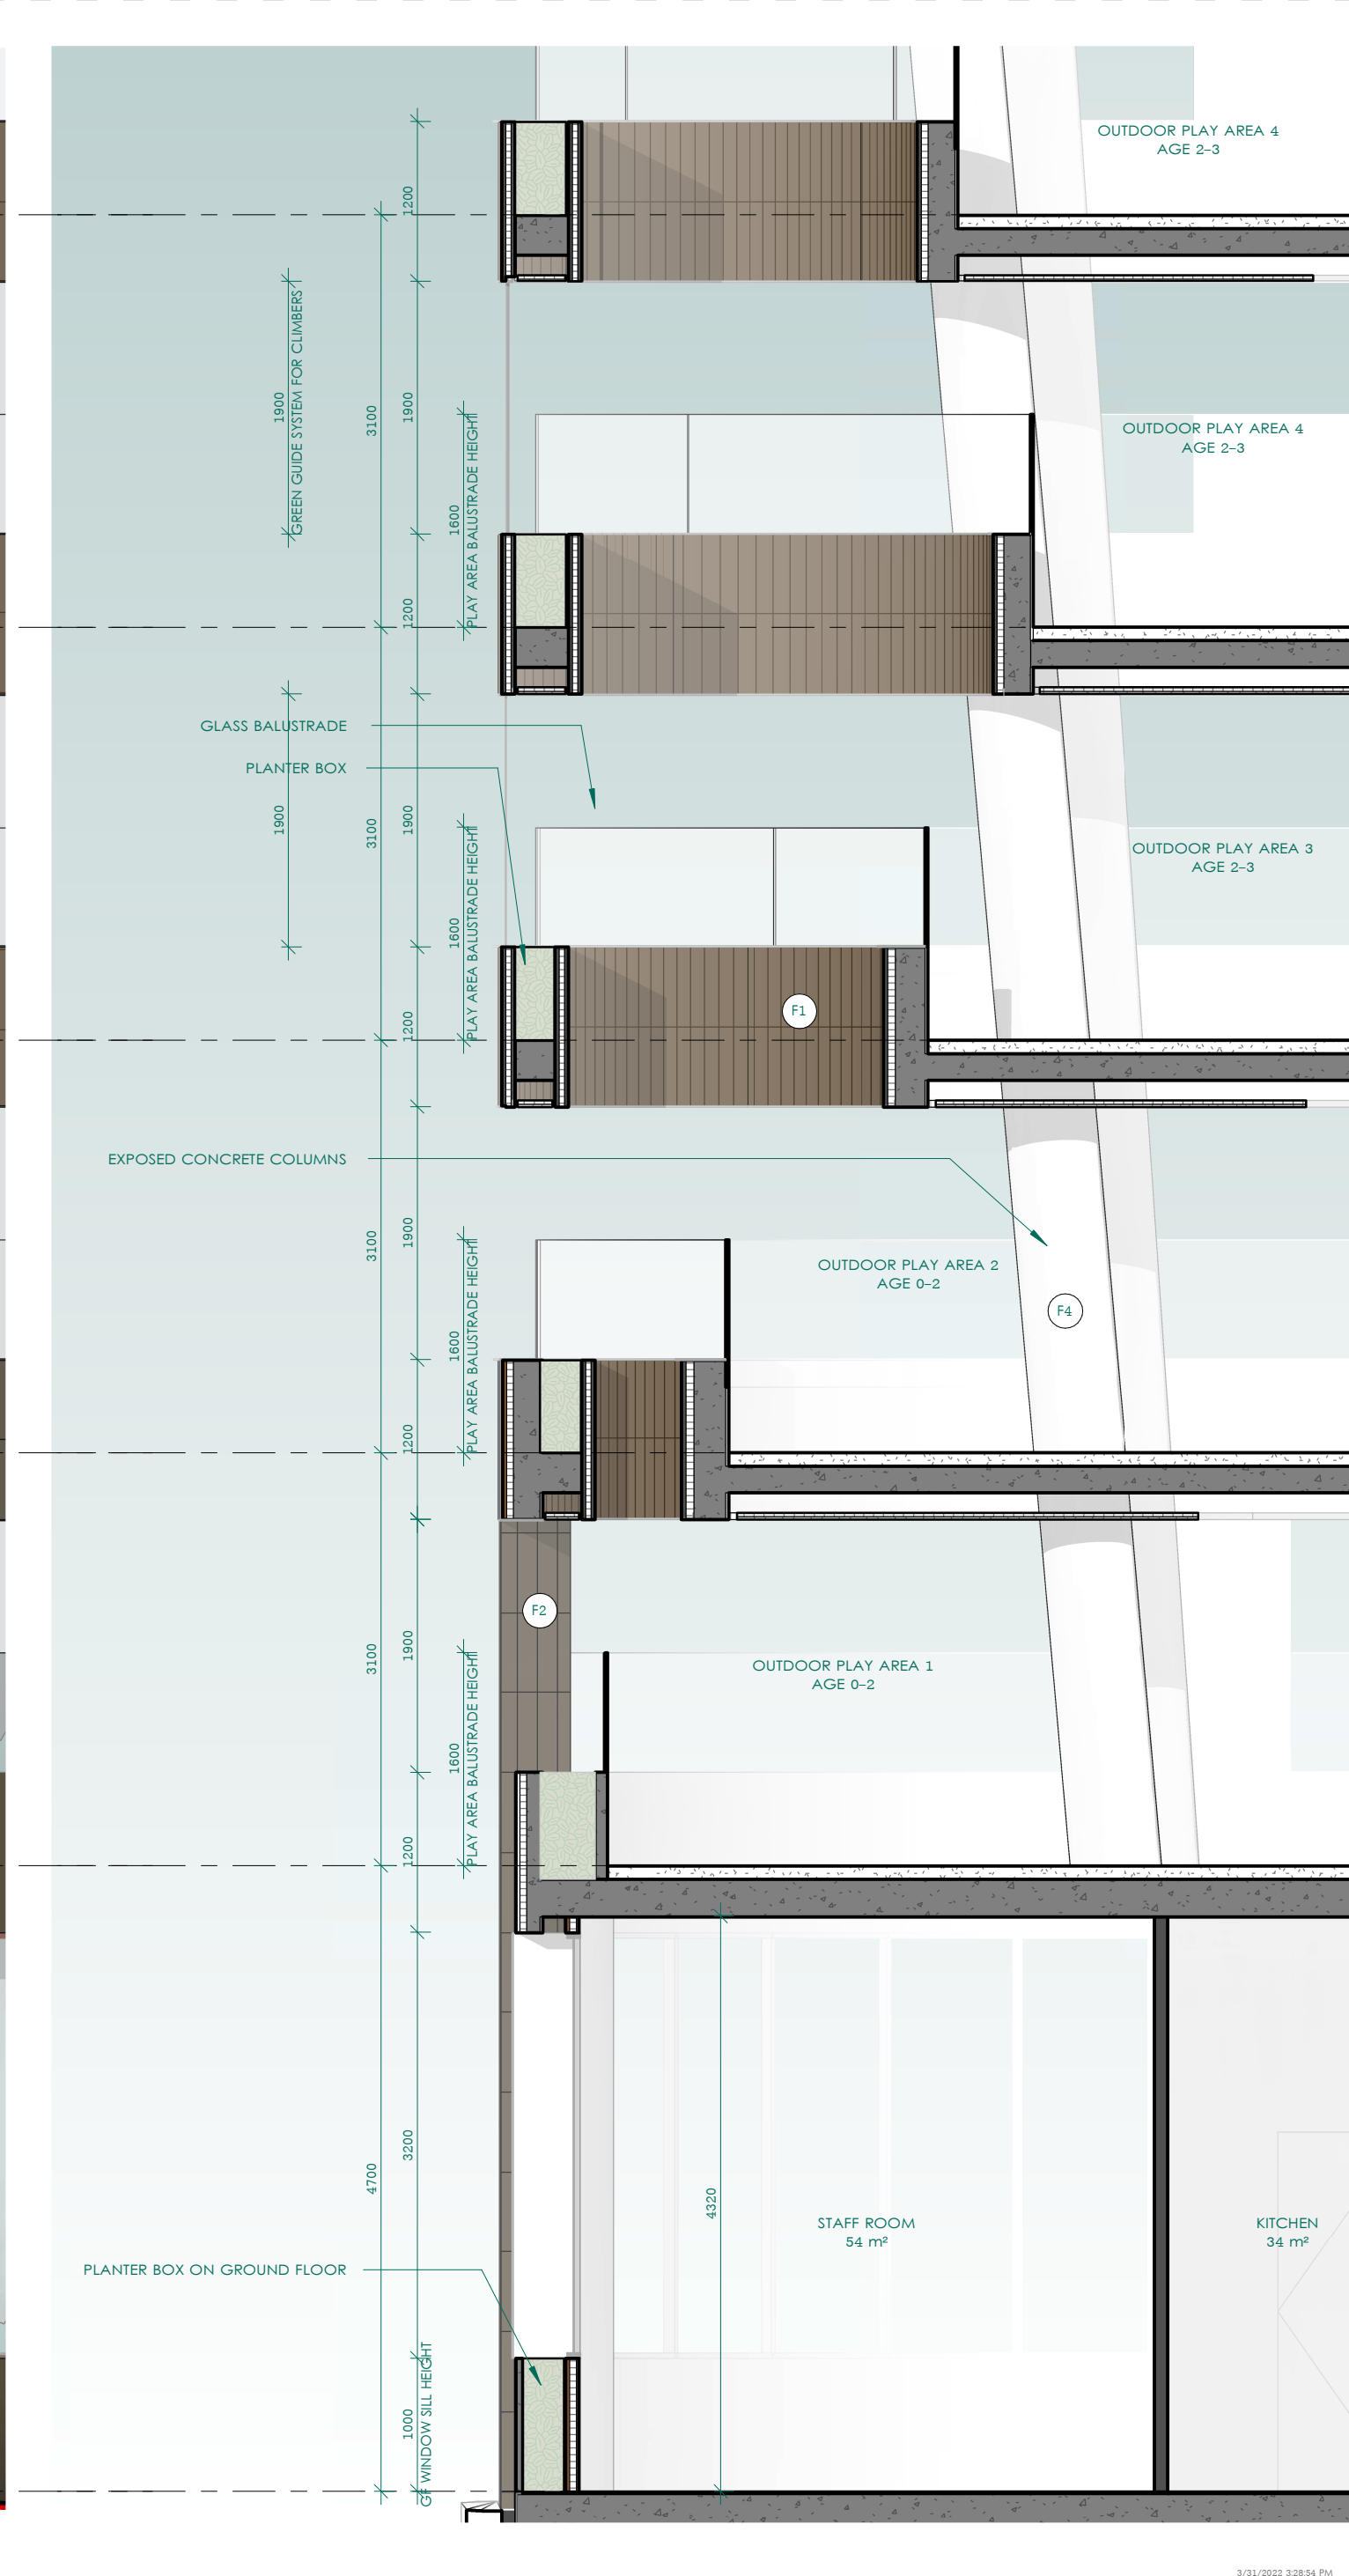 OUTDOOR PLAY AREA 4
AGE 2-3
1200
GREEN GUIDE SYSTEM FOR CLIMBERS
1900
3100
1900
PLAY AREA BALUSTRADE HEIGHT
1600
OUTDOOR PLAY AREA 4
AGE 2-3
1200
GLASS BALUSTRADE
PLANTER BOX
1900
3100
1900
PLAY AREA BALUSTRADE HEIGHT
1600
OUTDOOR PLAY AREA 3
AGE 2-3
F1
1200
EXPOSED CONCRETE COLUMNS
3100
1900
PLAY AREA BALUSTRADE HEIGHT
1600
OUTDOOR PLAY AREA 2
AGE 0-2
F4
1200
F2
3100
1900
PLAY AREA BALUSTRADE HEIGHT
1600
OUTDOOR PLAY AREA 1
AGE 0-2
1200
3200
4700
4320
STAFF ROOM
54 m²
KITCHEN
34 m²
PLANTER BOX ON GROUND FLOOR
1000
GF WINDOW SILL HEIGHT
3/31/2022 3:28:54 PM